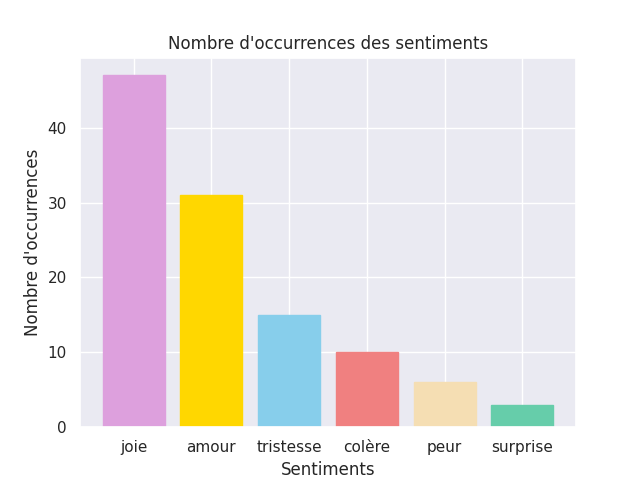 Nombre d'occurrences des sentiments
Nombre d'occurrences
40
30
20
10
0
joie amour tristesse colère peur surprise
Sentiments